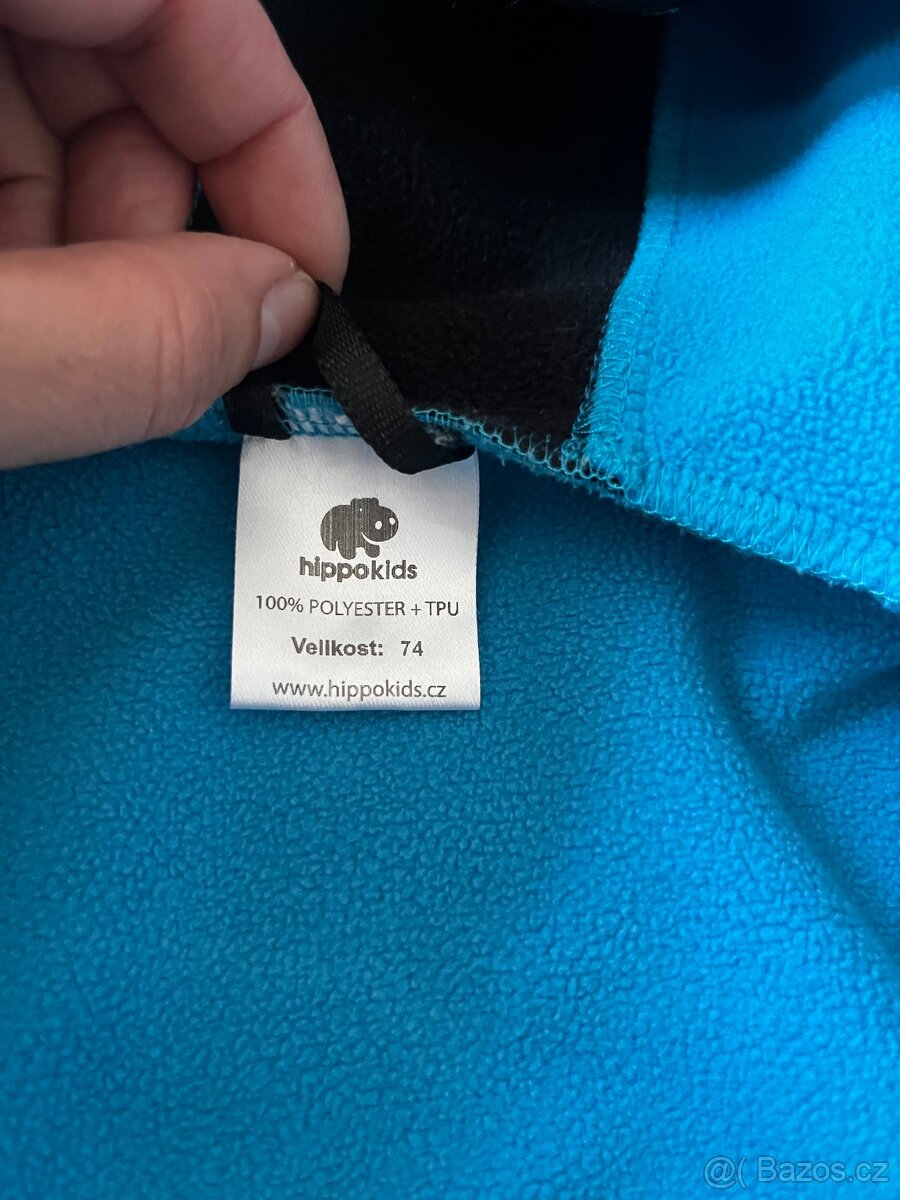 hippokids
100% POLYESTER + TPU
Velikost: 74
www.hippokids.cz
@( Bazos.cz